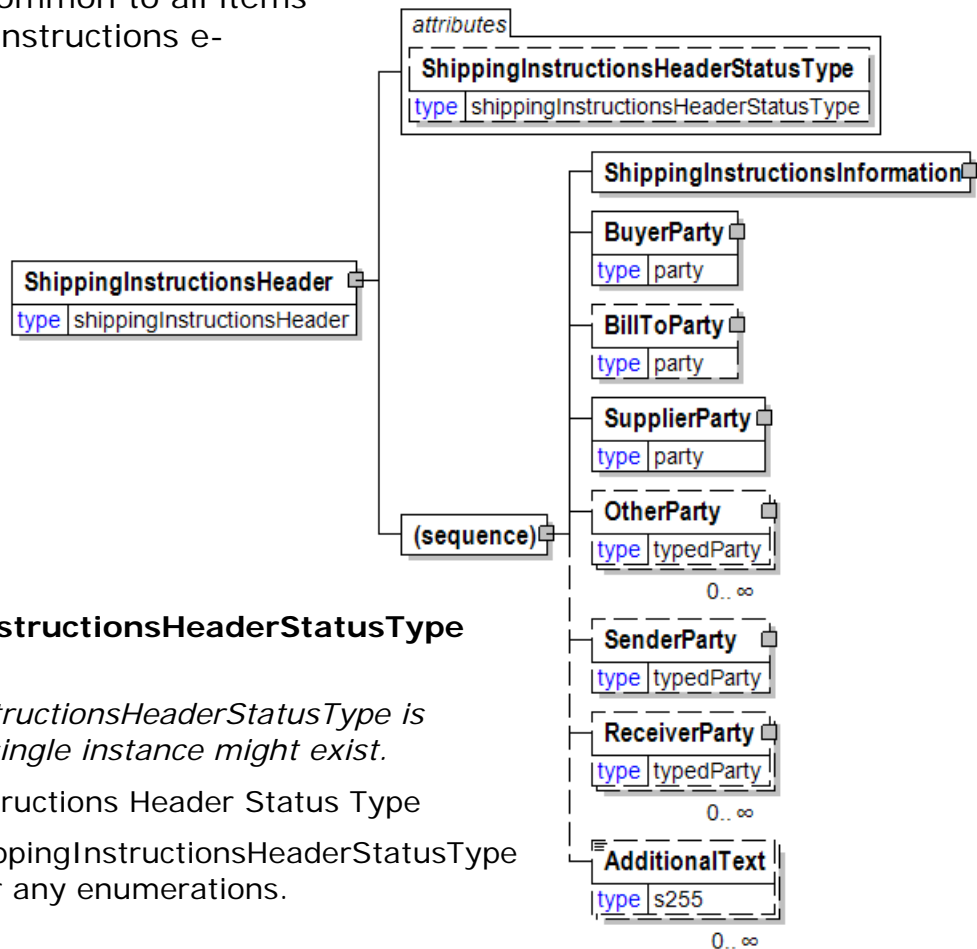 ommon to all items
nstructions e-
attributes
ShippingInstructionsHeaderStatusType
type shippingInstructionsHeaderStatusType
ShippingInstructionsInformation
BuyerParty
type party
ShippingInstructionsHeader
type shippingInstructionsHeader
BillToParty
type party
SupplierParty
type party
(sequence)
OtherParty
type typedParty
0.. ∞
structionsHeaderStatusType
SenderParty
type typedParty
tructionsHeaderStatusType is
single instance might exist.
ReceiverParty
type typedParty
0.. ∞
ructions Header Status Type
ppingInstructionsHeaderStatusType
r any enumerations.
AdditionalText
type s255
0.. ∞